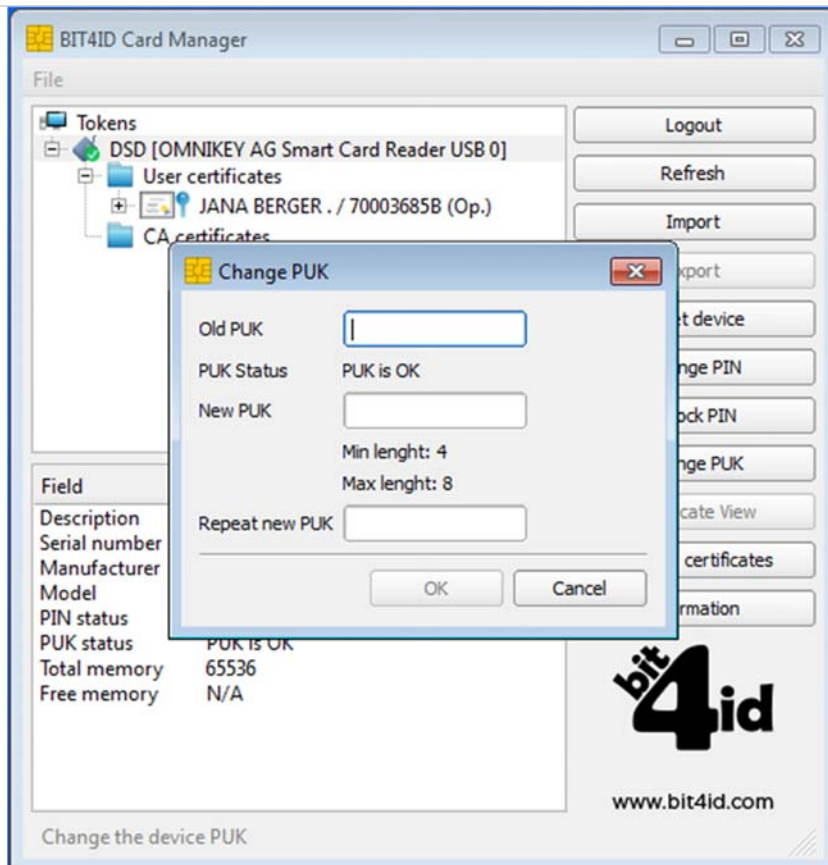 BIT4ID Card Manager
File
Tokens
DSD [OMNIKEY AG Smart Card Reader USB 0]
User certificates
JANA BERGER . / 70003685B (Op.)
CA certificates
Logout
Refresh
Import
xport
t device
nge PIN
ock PIN
nge PUK
cate View
certificates
rmation
Change PUK
Old PUK
PUK Status PUK is OK
New PUK
Min lenght: 4
Max lenght: 8
Repeat new PUK
OK Cancel
Field
Description
Serial number
Manufacturer
Model
PIN status
PUK status PUK is OK
Total memory 65536
Free memory N/A
bit
4id
www.bit4id.com
Change the device PUK